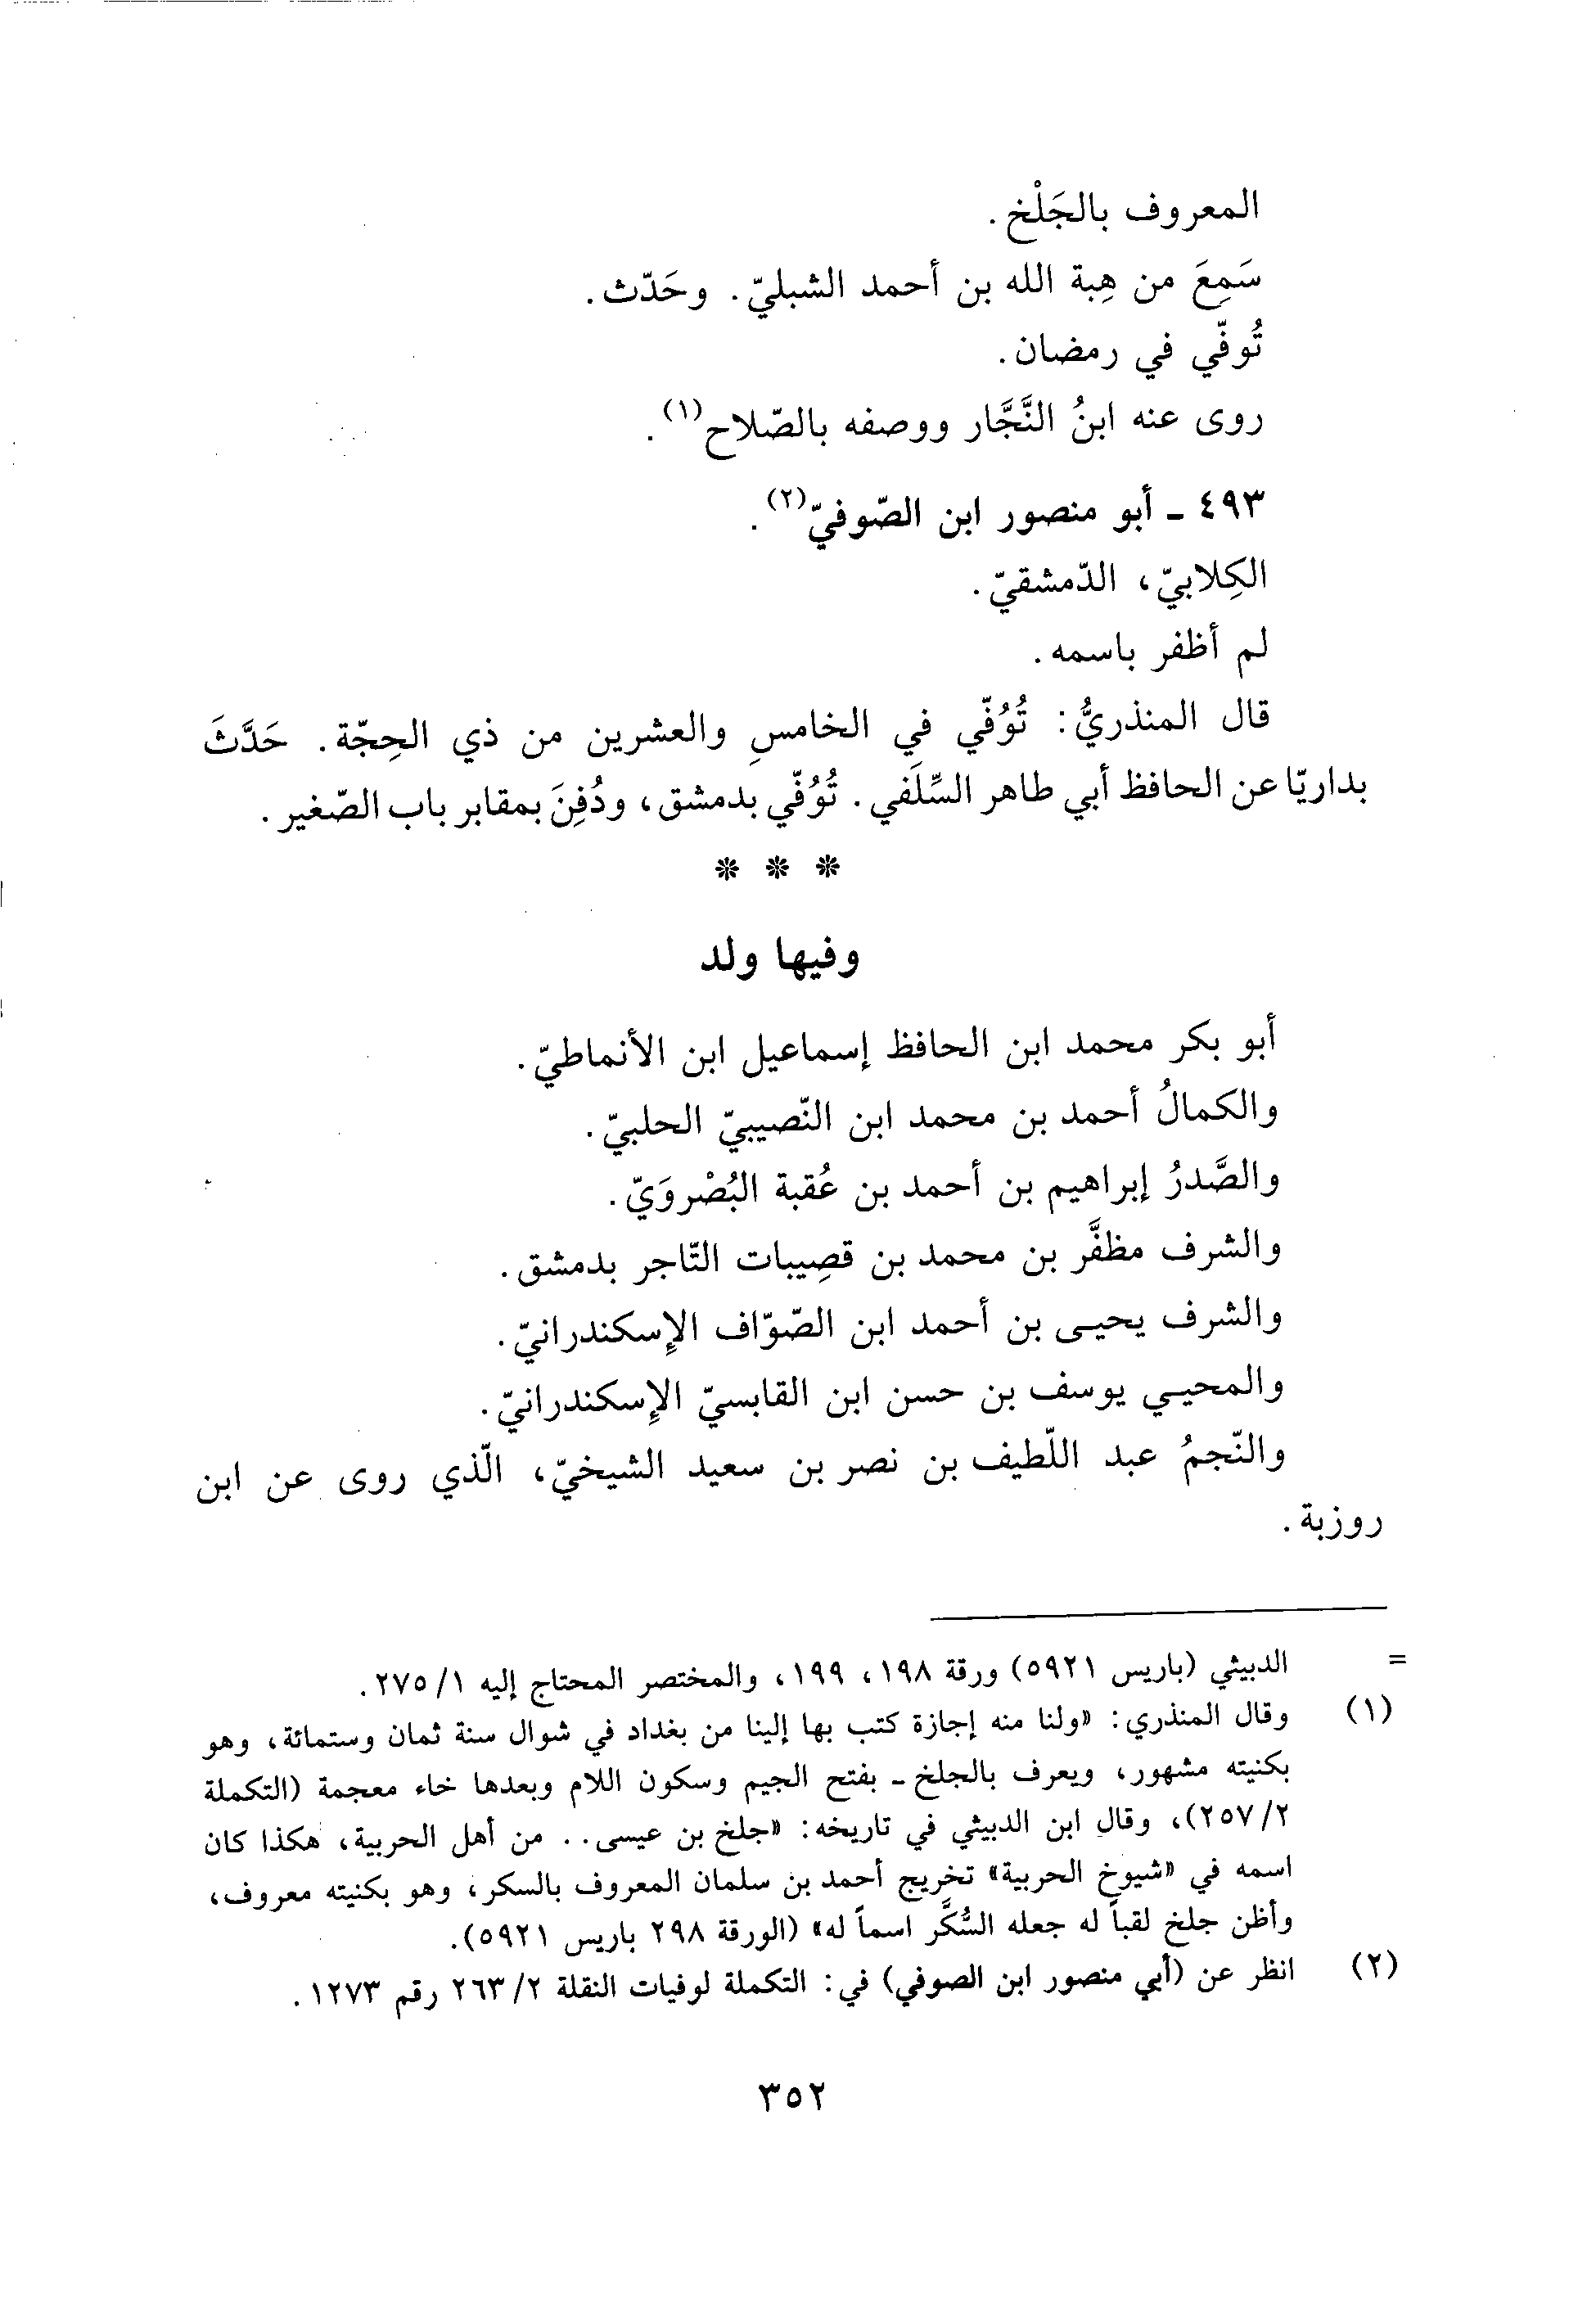 المعروف بالجَلْخ.
سَمِعَ من هِبة الله بن أحمد الشبليّ. وحَدّث.
تُوفّي في رمضان.
روى عنه ابنُ النَّجَّار ووصفه بالصّلاح(١).
٤٩٣ ـ أبو منصور ابن الصّوفيّ(٢).
الكِلابيّ، الدّمشقيّ.
لم أظفر باسمه.
قال المنذريُّ: تُوُفّي في الخامسِ والعشرين من ذي الحِجّة. حَدَّثَ
بداريّا عن الحافظ أبي طاهر السِّلَفي. تُوُفّي بدمشق، ودُفِنَ بمقابر باب الصّغير.
* * *
وفيها ولد
أبو بكر محمد ابن الحافظ إسماعيل ابن الأنماطيّ.
والكمالُ أحمد بن محمد ابن النّصيبيّ الحلبيّ.
والصَّدرُ إبراهيم بن أحمد بن عُقبة البُصْروَيّ.
والشرف مظفَّر بن محمد بن قصِيبات التّاجر بدمشق.
والشرف يحيـى بن أحمد ابن الصّوّاف الإسكندرانيّ.
والمحيـي يوسف بن حسن ابن القابسيّ الإسكندرانيّ.
والنّجمُ عبد اللّطيف بن نصر بن سعيد الشيخيّ، الّذي روى عن ابن
روزبة.
= الدبيثي (باريس ٥٩٢١) ورقة ١٩٨، ١٩٩، والمختصر المحتاج إليه ١/ ٢٧٥.
(١) وقال المنذري: «ولنا منه إجازة كتب بها إلينا من بغداد في شوال سنة ثمان وستمائة، وهو
بكنيته مشهور، ويعرف بالجلخ ـ بفتح الجيم وسكون اللام وبعدها خاء معجمة (التكملة
٢/ ٢٥٧)، وقال ابن الدبيثي في تاريخه: «جلخ بن عيسى.. من أهل الحربية، هكذا كان
اسمه في «شيوخ الحربية» تخريج أحمد بن سلمان المعروف بالسكر، وهو بكنيته معروف،
وأظن جلخ لقباً له جعله السُّكَّر اسماً له» (الورقة ٢٩٨ باريس ٥٩٢١).
(٢) انظر عن (أبي منصور ابن الصوفي) في: التكملة لوفيات النقلة ٢/ ٢٦٣ رقم ١٢٧٣.
٣٥٢